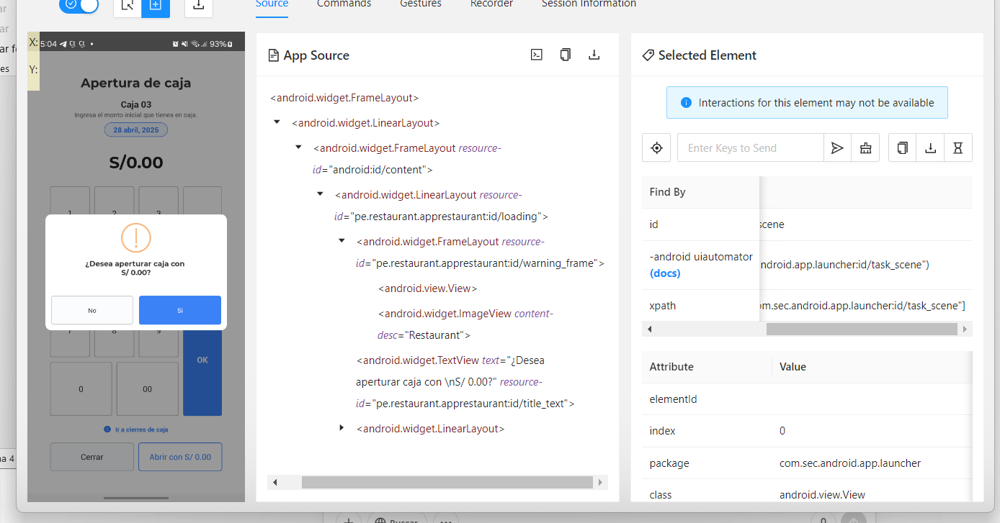 Source
Commands
Gestures
Recorder
Session Information
ar
ar
ar f
es
na 4
X:
Y:
5:04
93%
Apertura de caja
Caja 03
Ingresa el monto inicial que tienes en caja.
28 abril, 2025
S/0.00
1
2
3
¿Desea aperturar caja con
S/ 0.00?
No
Si
7
8
9
OK
0
00
Ir a cierres de caja
Cerrar
Abrir con S/ 0.00
App Source
<android.widget.FrameLayout>
<android.widget.LinearLayout>
<android.widget.FrameLayout resource-
id="android:id/content">
<android.widget.LinearLayout resource-
id="pe.restaurant.apprestaurant:id/loading">
<android.widget.FrameLayout resource-
id="pe.restaurant.apprestaurant:id/warning_frame">
<android.view.View>
<android.widget.ImageView content-
desc="Restaurant">
<android.widget.TextView text="¿Desea
aperturar caja con \nS/ 0.00?" resource-
id="pe.restaurant.apprestaurant:id/title_text">
<android.widget.LinearLayout>
Selected Element
Interactions for this element may not be available
Enter Keys to Send
Find By
id
scene
-android uiautomator
(docs)
ndroid.app.launcher:id/task_scene")
xpath
om.sec.android.app.launcher:id/task_scene"]
Attribute
Value
elementId
index
0
package
com.sec.android.app.launcher
class
android.view.View
Buscar